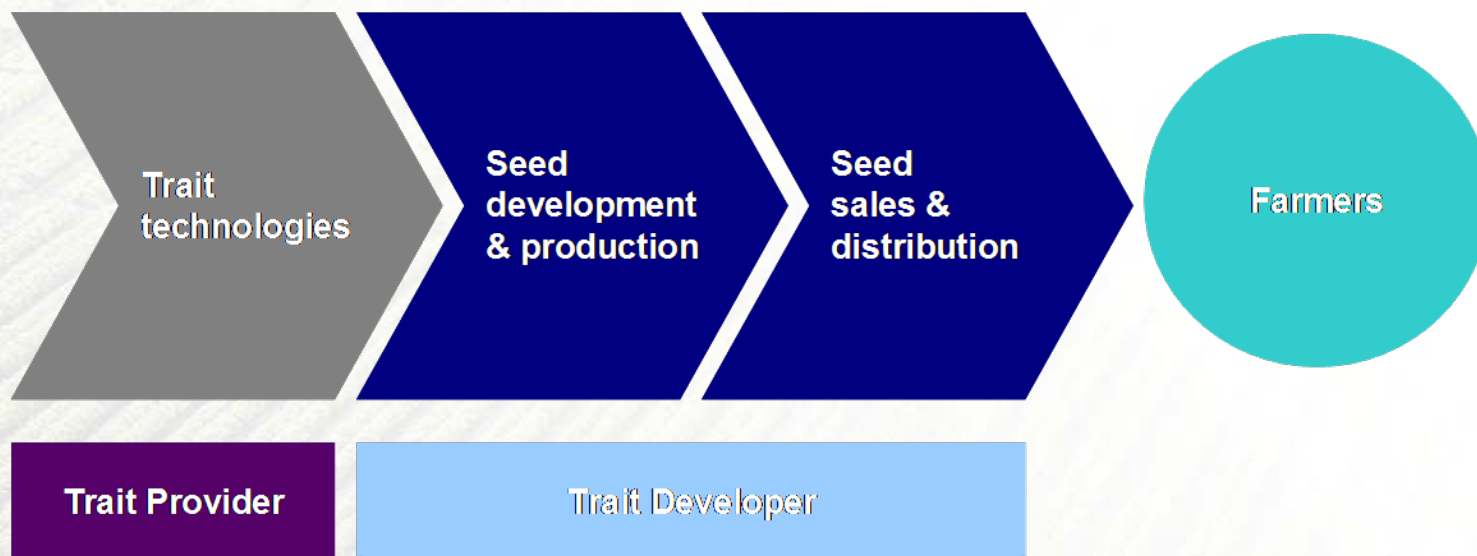 Trait
technologies
Seed
development
& production
Seed
sales &
distribution
Farmers
Trait Provider
Trait Developer